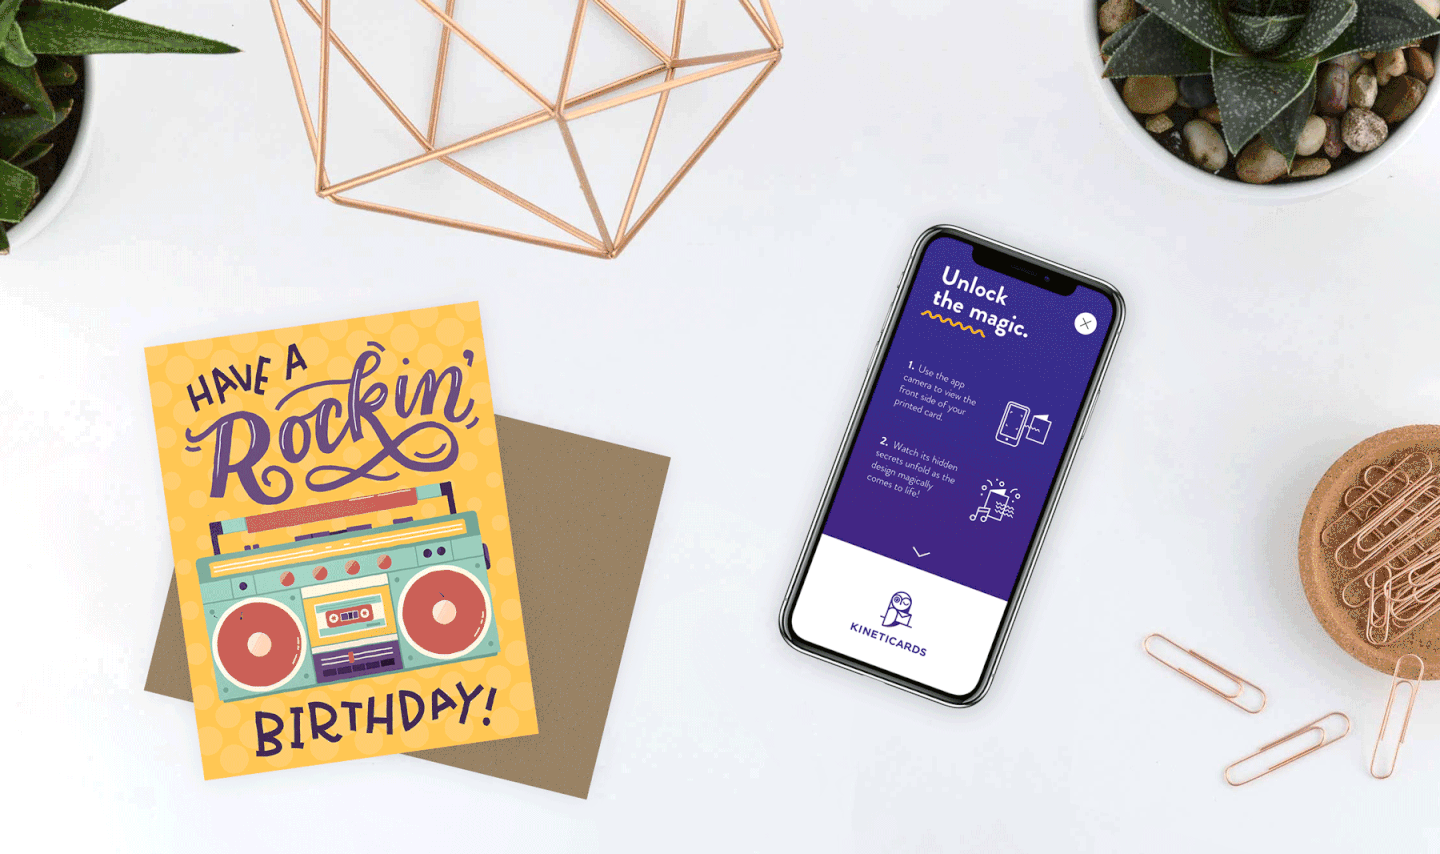 HAVE A
Rockin'
BIRTHDAY!
Unlock
the magic.
1. Use the app
camera to view the
front side of your
printed card.
2. Watch its hidden
secrets unfold as the
design magically
comes to life!
KINETICARDS